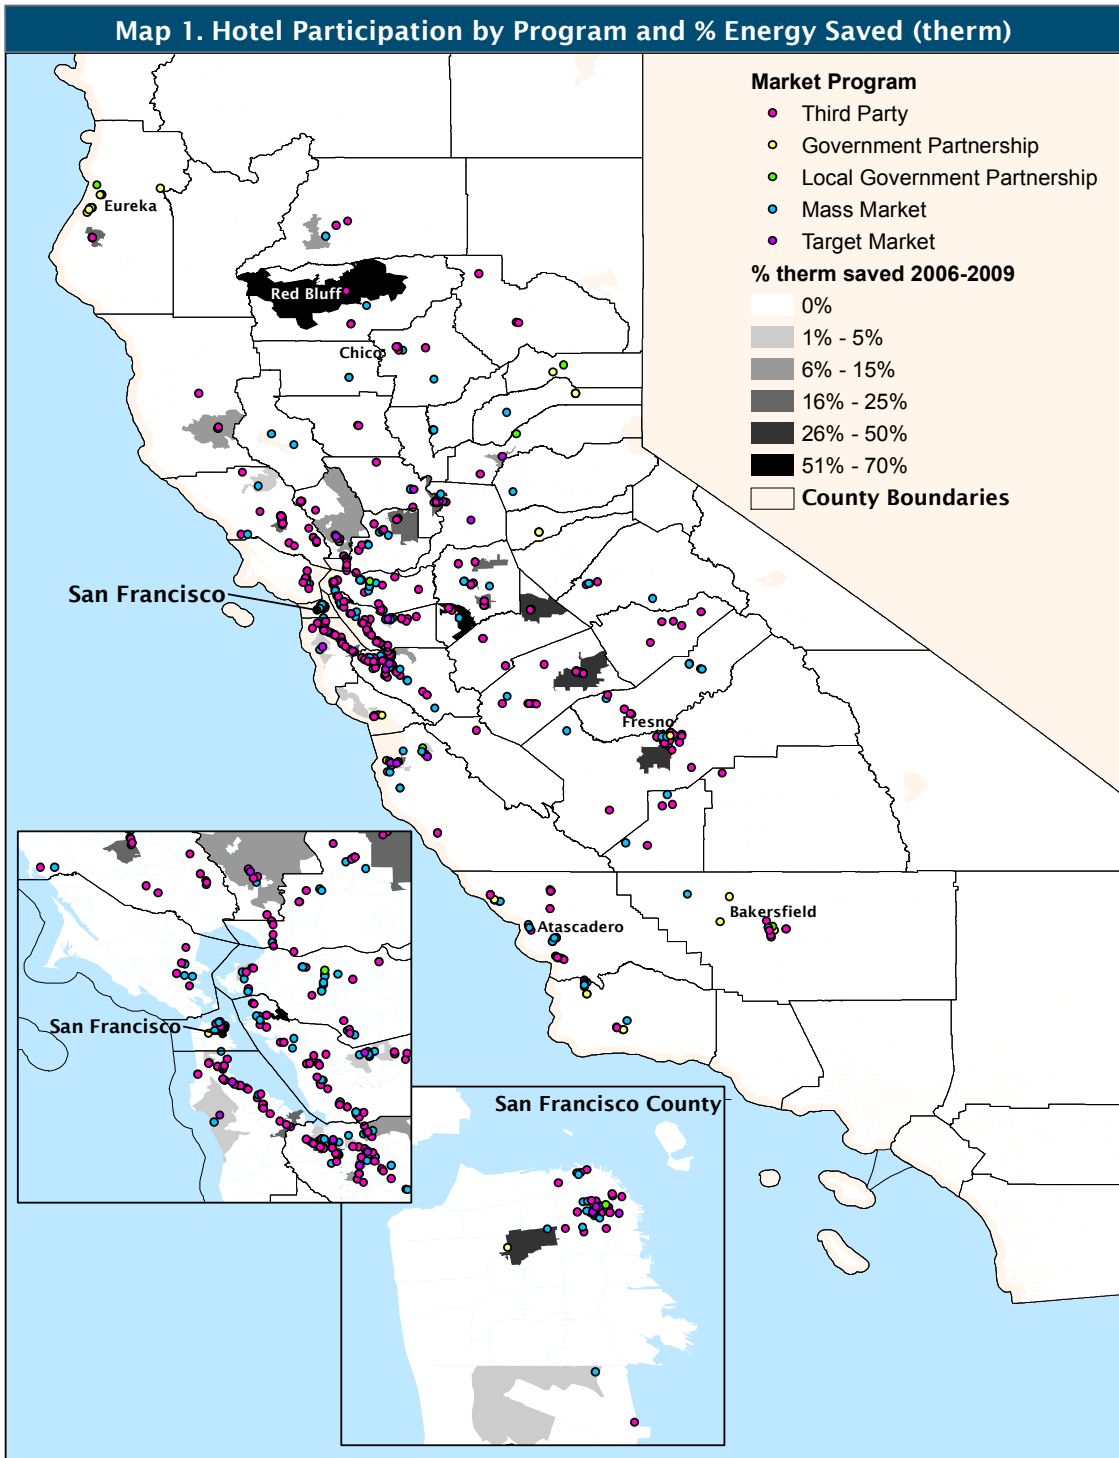 Map 1. Hotel Participation by Program and % Energy Saved (therm)
Market Program
Third Party
Government Partnership
Local Government Partnership
Mass Market
Target Market
% therm saved 2006-2009
0%
1% - 5%
6% - 15%
16% - 25%
26% - 50%
51% - 70%
County Boundaries
Eureka
Red Bluff
Chico
San Francisco
Fresno
Atascadero
Bakersfield
San Francisco
San Francisco County